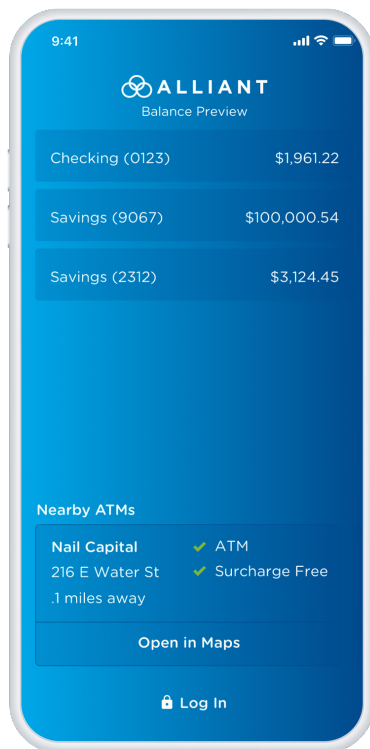 9:41
ALLIANT
Balance Preview
Checking (0123) $1,961.22
Savings (9067) $100,000.54
Savings (2312) $3,124.45
Nearby ATMs
Nail Capital ATM
216 E Water St Surcharge Free
.1 miles away
Open in Maps
Log In